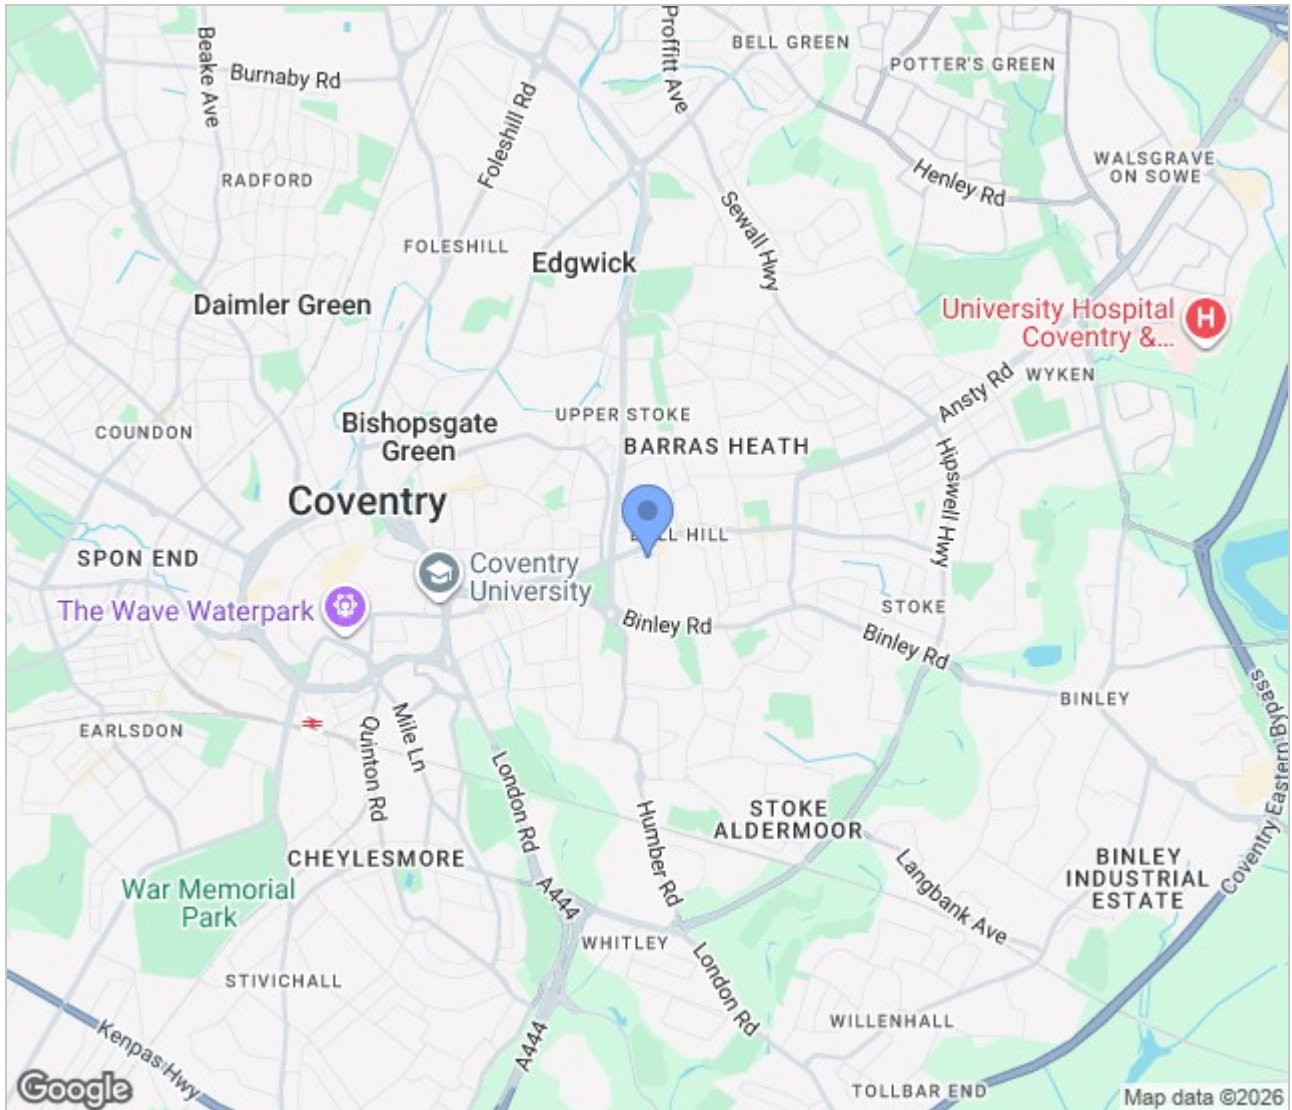 Beake Ave
Burnaby Rd
Foleshill Rd
Proffitt Ave
BELL GREEN
POTTER'S GREEN
WALSGRAVE
ON SOWE
Henley Rd
RADFORD
Sewall Hwy
FOLESHILL
Edgwick
Daimler Green
University Hospital
Coventry &...
WYKEN
Ansty Rd
UPPER STOKE
Bishopsgate
Green
COUNDON
BARRAS HEATH
Hipswell Hwy
Coventry
HILL
SPON END
Coventry
University
The Wave Waterpark
STOKE
Binley Rd
Binley Rd
BINLEY
EARLSDON
Mile Ln
Quinton Rd
London Rd
Coventry Eastern Bypass
STOKE
ALDERMOOR
Humber Rd
CHEYLESMORE
Langbank Ave
BINLEY
INDUSTRIAL
ESTATE
War Memorial
Park
A444
WHITLEY
London Rd
STIVICHALL
WILLENHALL
Kenpas Hwy
A444
TOLLBAR END
Google
Map data ©2026